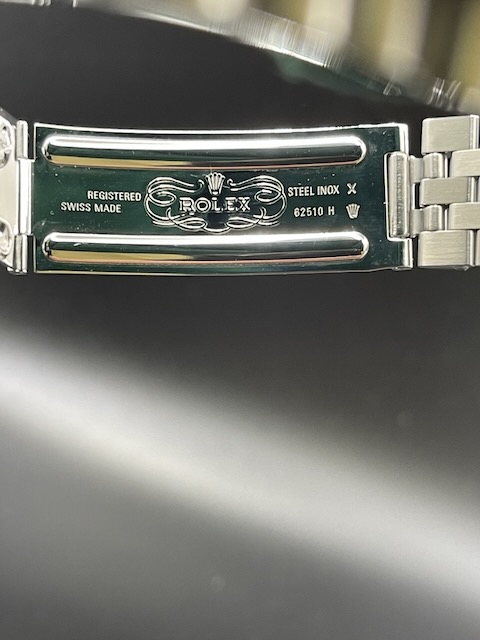 REGISTERED
SWISS MADE
ROLEX
STEEL INOX X
62510 H